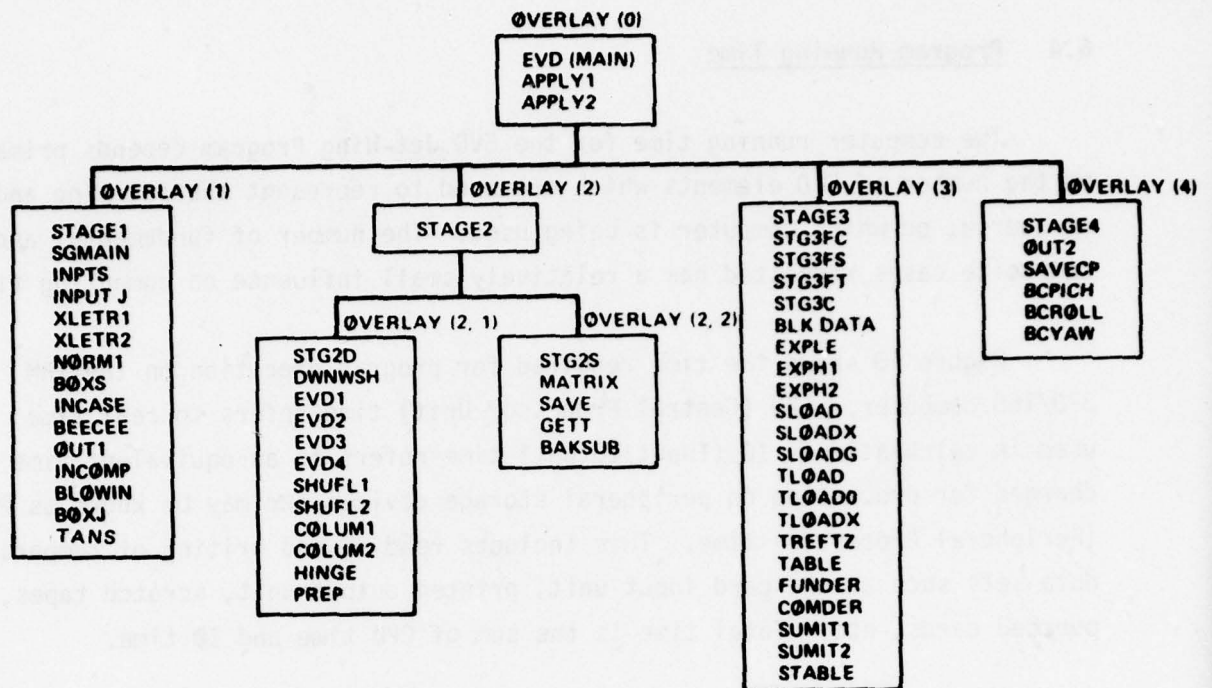 ØVERLAY (0)
EVD (MAIN)
APPLY1
APPLY2
ØVERLAY (1)
STAGE1
SGMAIN
INPTS
INPUT J
XLETR1
XLETR2
NØRM1
BØXS
INCASE
BEECEE
ØUT1
INCØMP
BLØWIN
BØXJ
TANS
ØVERLAY (2)
STAGE2
ØVERLAY (2, 1)
STG2D
DWNWSH
EVD1
EVD2
EVD3
EVD4
SHUFL1
SHUFL2
CØLUM1
CØLUM2
HINGE
PREP
ØVERLAY (2, 2)
STG2S
MATRIX
SAVE
GETT
BAKSUB
ØVERLAY (3)
STAGE3
STG3FC
STG3FS
STG3FT
STG3C
BLK DATA
EXPLE
EXPH1
EXPH2
SLØAD
SLØADX
SLØADG
TLØAD
TLØADO
TLØADX
TREFTZ
TABLE
FUNDER
CØMDER
SUMIT1
SUMIT2
STABLE
ØVERLAY (4)
STAGE4
ØUT2
SAVECP
BCPICH
BCRØLL
BCYAW